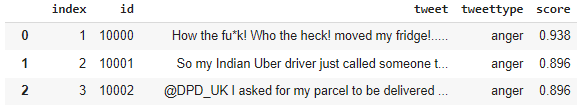 index id tweet tweettype score
0 1 10000 How the fu*k! Who the heck! moved my fridge!..... anger 0.938
1 2 10001 So my Indian Uber driver just called someone t... anger 0.896
2 3 10002 @DPD_UK I asked for my parcel to be delivered ... anger 0.896